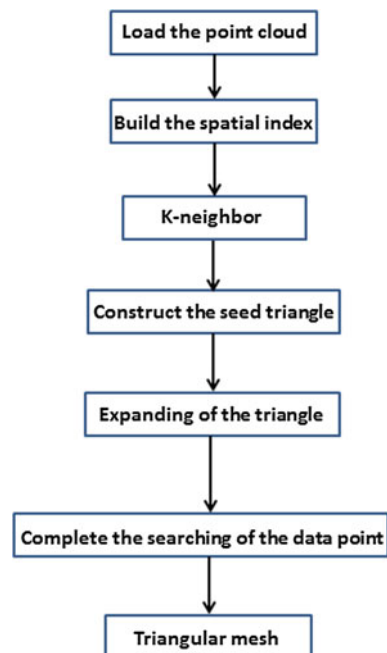 Load the point cloud
Build the spatial index
K-neighbor
Construct the seed triangle
Expanding of the triangle
Complete the searching of the data point
Triangular mesh